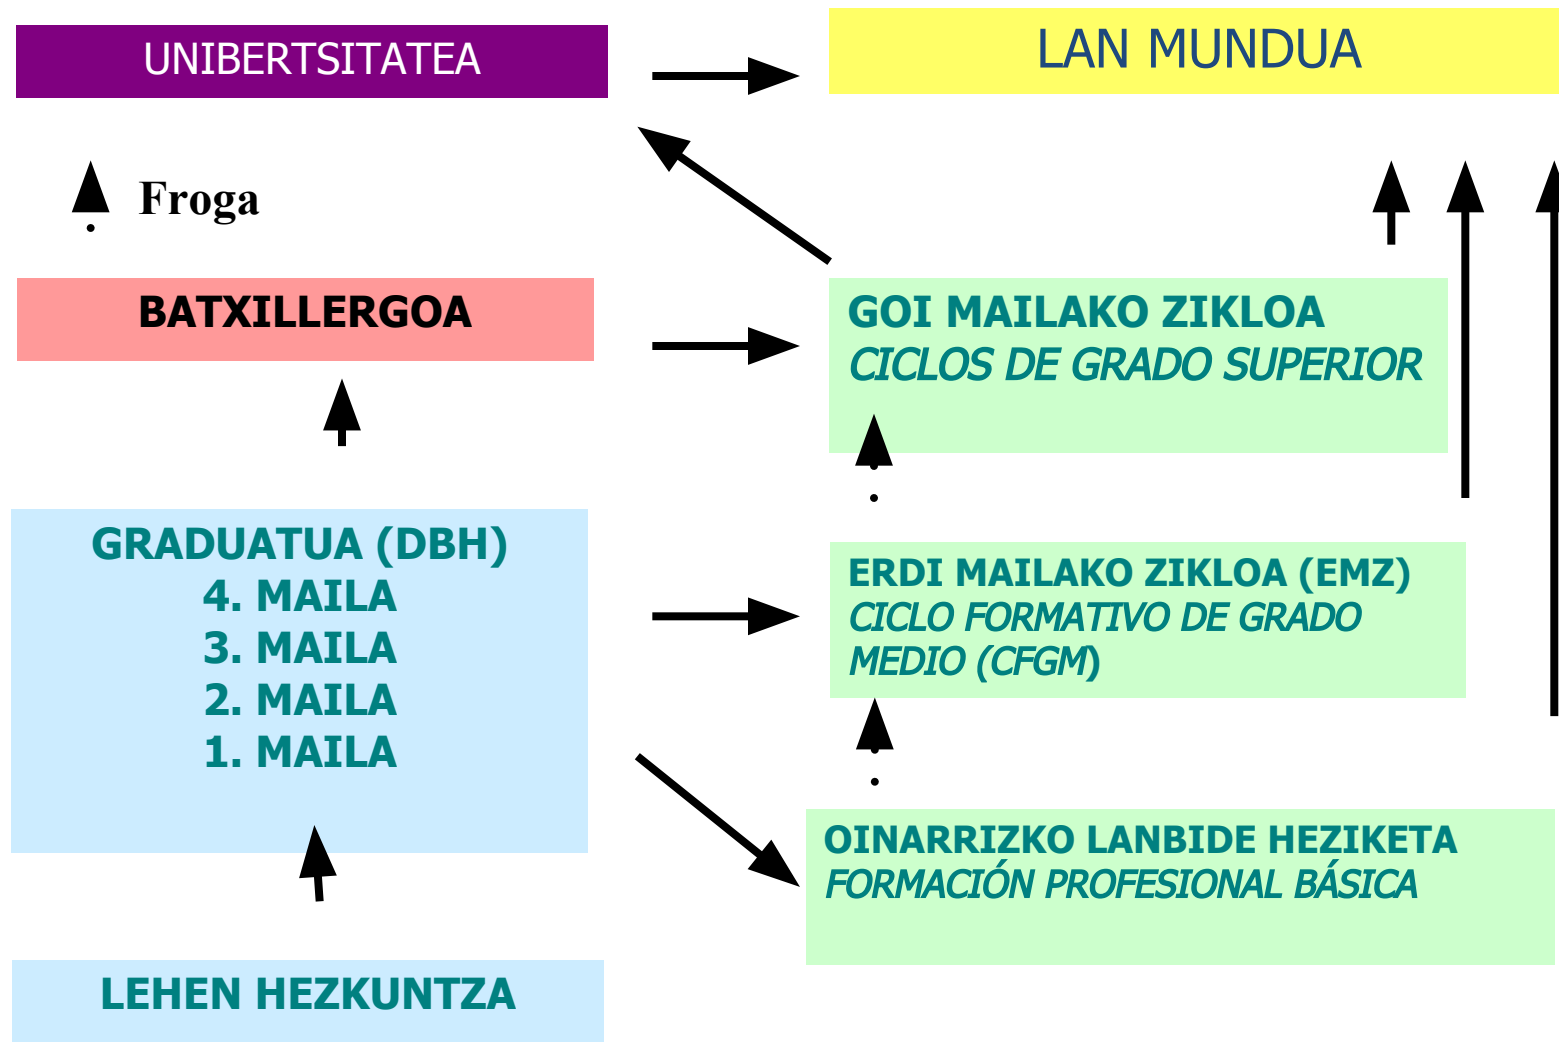 UNIBERTSITATEA
LAN MUNDUA
Froga
BATXILLERGOA
GOI MAILAKO ZIKLOA
CICLOS DE GRADO SUPERIOR
GRADUATUA (DBH)
4. MAILA
3. MAILA
2. MAILA
1. MAILA
ERDI MAILAKO ZIKLOA (EMZ)
CICLO FORMATIVO DE GRADO
MEDIO (CFGM)
OINARRIZKO LANBIDE HEZIKETA
FORMACIÓN PROFESIONAL BÁSICA
LEHEN HEZKUNTZA